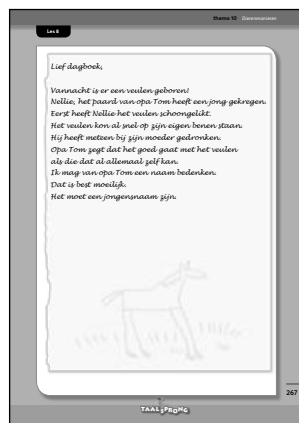 thema 10 Dierenmanieren
Les 8
Lief dagboek,
Vannacht is er een veulen geboren!
Nellie, het paard van opa Tom heeft een jong gekregen.
Eerst heeft Nellie het veulen schoongelikt.
Het veulen kon al snel op zijn eigen benen staan.
Hij heeft meteen bij zijn moeder gedronken.
Opa Tom zegt dat het goed gaat met het veulen
als die dat al allemaal zelf kan.
Ik mag van opa Tom een naam bedenken.
Dat is best moeilijk.
Het moet een jongensnaam zijn.
267
TAALSPRONG